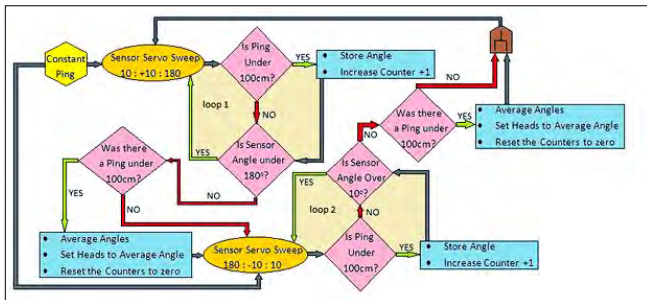 Constant
Ping
Sensor Servo Sweep
10 : +10 : 180
Is Ping
Under
100cm?
YES
• Store Angle
• Increase Counter +1
NO
loop 1
Is Sensor
Angle under
180°?
YES
NO
Was there
a Ping under
100cm?
YES
NO
• Average Angles
• Set Heads to Average Angle
• Reset the Counters to zero
Sensor Servo Sweep
180 : -10 : 10
Is Ping
Under
100cm?
YES
• Store Angle
• Increase Counter +1
NO
loop 2
Is Sensor
Angle Over
10°?
NO
Was there
a Ping under
100cm?
NO
YES
• Average Angles
• Set Heads to Average Angle
• Reset the Counters to zero